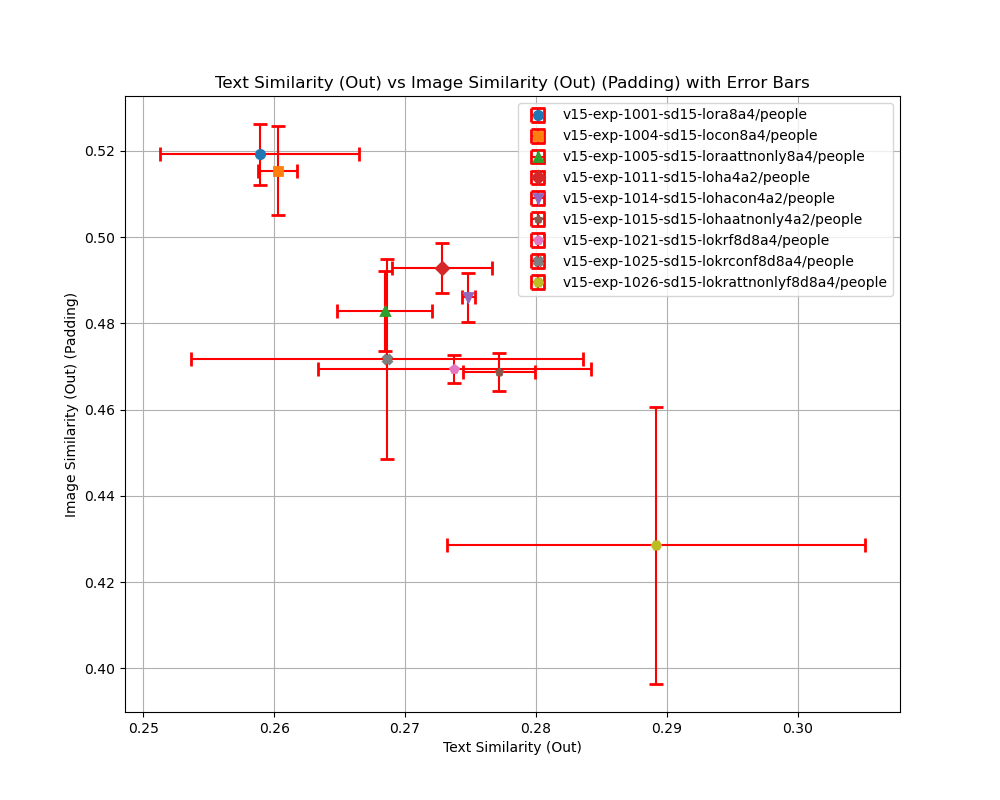 Text Similarity (Out) vs Image Similarity (Out) (Padding) with Error Bars
v15-exp-1001-sd15-lora8a4/people
v15-exp-1004-sd15-locon8a4/people
v15-exp-1005-sd15-loraattnonly8a4/people
v15-exp-1011-sd15-loha4a2/people
v15-exp-1014-sd15-lohacon4a2/people
v15-exp-1015-sd15-lohaatnonly4a2/people
v15-exp-1021-sd15-lokrf8d8a4/people
v15-exp-1025-sd15-lokrconf8d8a4/people
v15-exp-1026-sd15-lokrattnonlyf8d8a4/people
Image Similarity (Out) (Padding)
0.52
0.50
0.48
0.46
0.44
0.42
0.40
0.25 0.26 0.27 0.28 0.29 0.30
Text Similarity (Out)